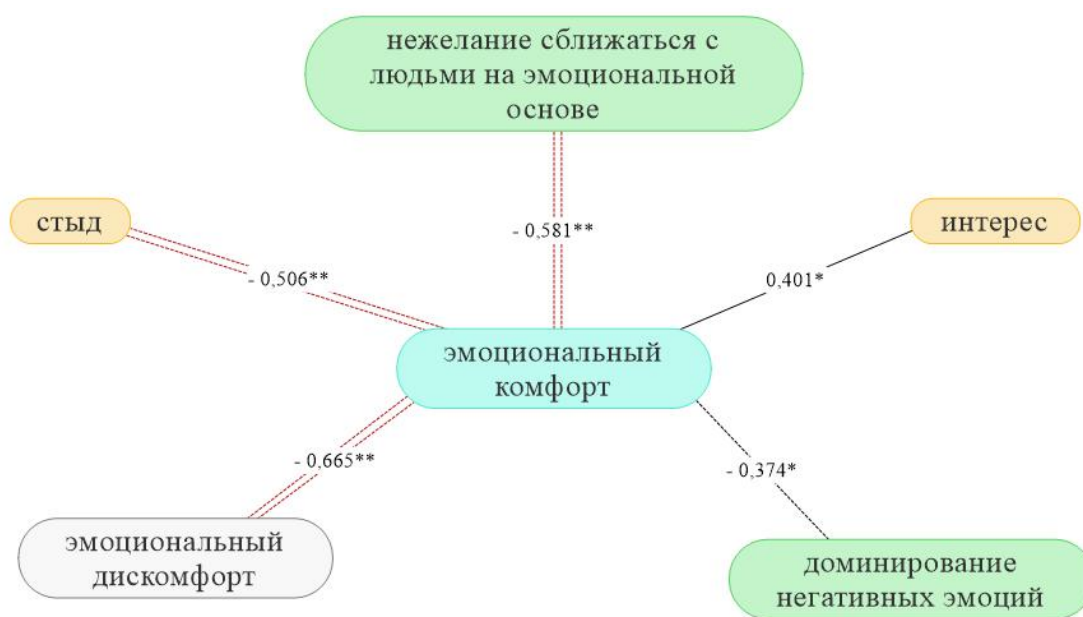 нежелание сближаться с
людьми на эмоциональной
основе
стыд
интерес
- 0,581**
- 0,506**
0,401*
эмоциональный
комфорт
- 0,665**
- 0,374*
эмоциональный
дискомфорт
доминирование
негативных эмоций